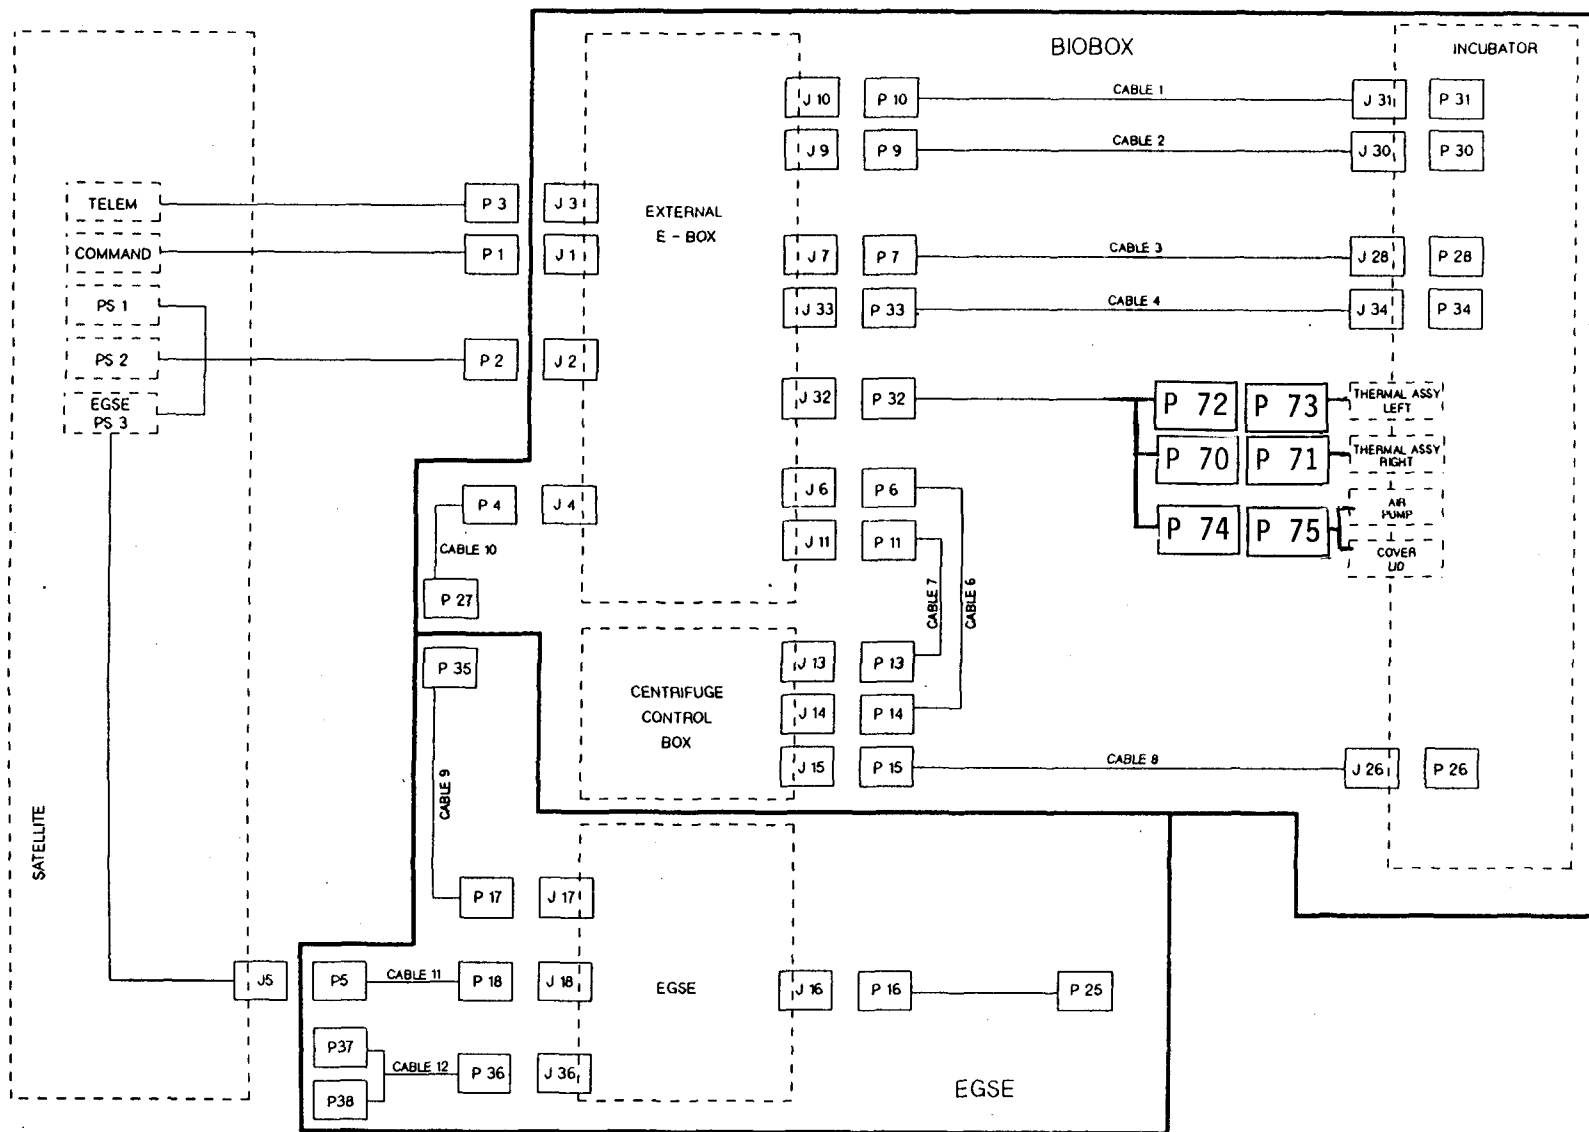 BIOBOX
INCUBATOR
J 10
P 10
CABLE 1
J 31
P 31
J 9
P 9
CABLE 2
J 30
P 30
TELEM
P 3
J 3
EXTERNAL
E - BOX
COMMAND
P 1
J 1
J 7
P 7
CABLE 3
J 28
P 28
PS 1
J 33
P 33
CABLE 4
J 34
P 34
PS 2
P 2
J 2
EGSE
PS 3
J 32
P 32
P 72
P 73
THERMAL ASSY
LEFT
P 70
P 71
THERMAL ASSY
RIGHT
P 4
J 4
J 6
P 6
AIR
PUMP
J 11
P 11
P 74
P 75
COVER
LID
CABLE 10
P 27
CABLE 7
CABLE 6
P 35
J 13
P 13
CENTRIFUGE
CONTROL
BOX
J 14
P 14
J 15
P 15
CABLE 8
J 26
P 26
CABLE 9
SATELLITE
P 17
J 17
J5
P5
CABLE 11
P 18
J 18
EGSE
J 16
P 16
P 25
P37
CABLE 12
P 36
J 36
P38
EGSE